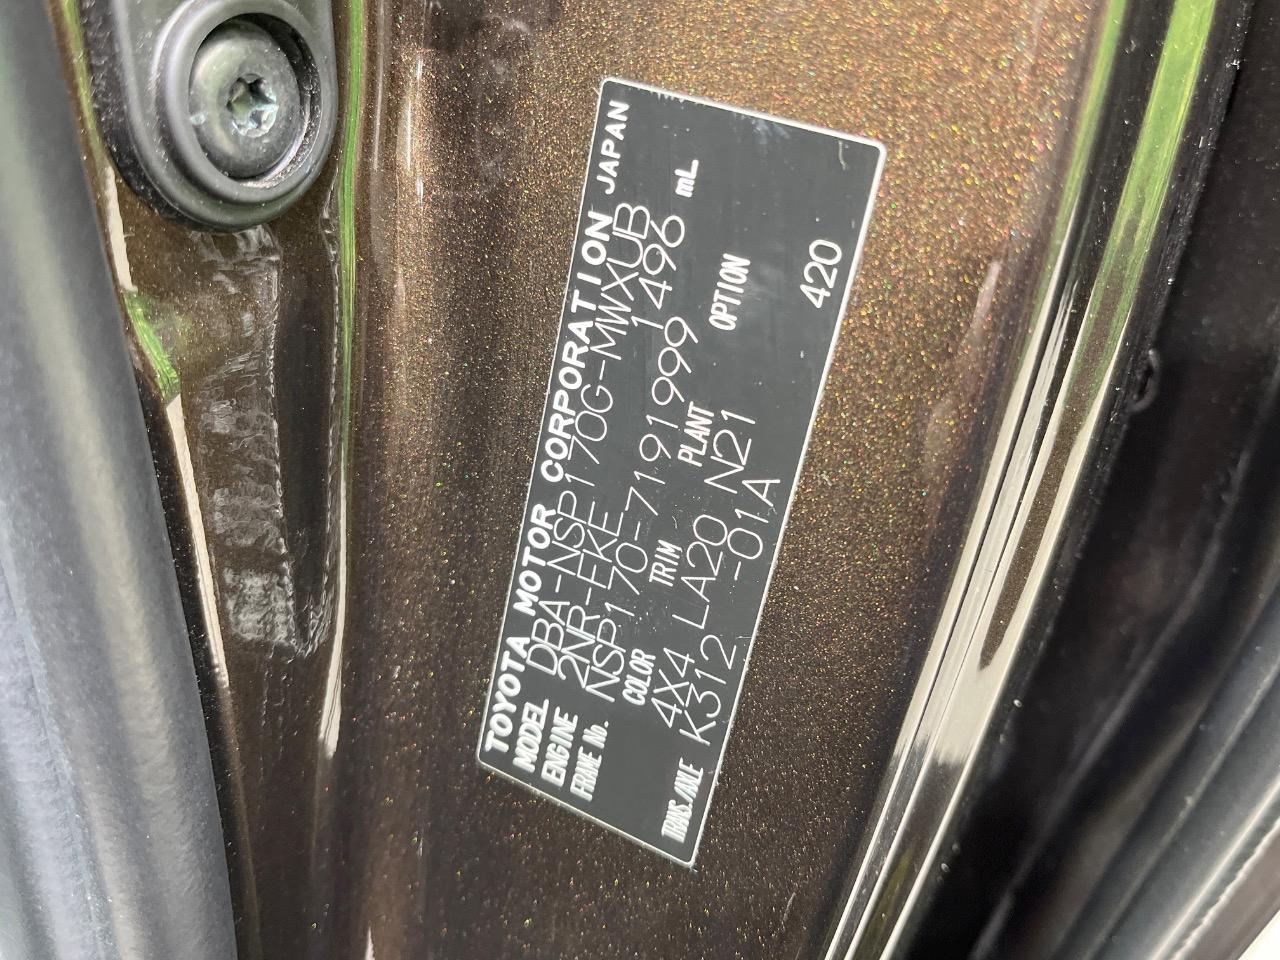 TOYOTA MOTOR CORPORATION JAPAN
MODEL DBA-NSP170G-MWXUB
ENGINE 2NR-FKE 1496 mL
FRAME No. NSP170-7191999
COLOR TRIM PLANT OPTION
4X4 LA20 N21
TRANS./AXLE K312 -01A 420